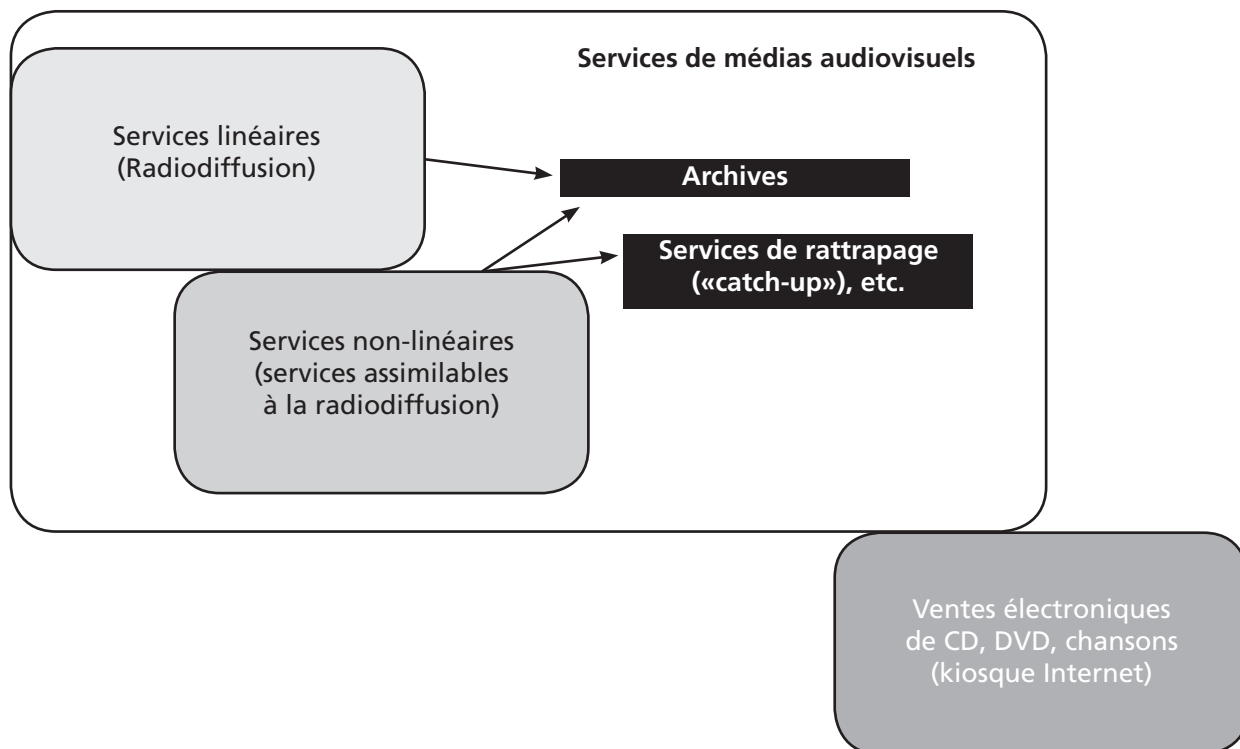 Services de médias audiovisuels
Services linéaires
(Radiodiffusion)
Archives
Services de rattrapage
(«catch-up»), etc.
Services non-linéaires
(services assimilables
à la radiodiffusion)
Ventes électroniques
de CD, DVD, chansons
(kiosque Internet)